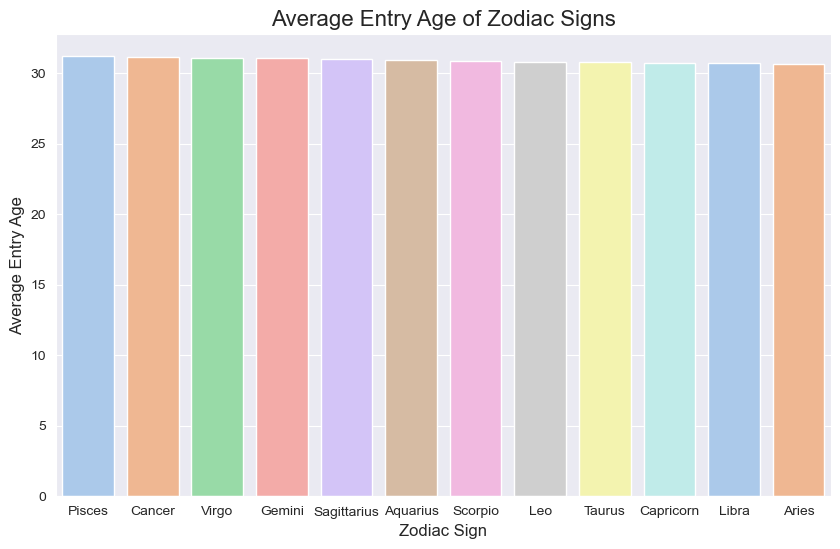 Average Entry Age of Zodiac Signs
Average Entry Age
30
25
20
15
10
5
0
Pisces Cancer Virgo Gemini Sagittarius Aquarius Scorpio Leo Taurus Capricorn Libra Aries
Zodiac Sign